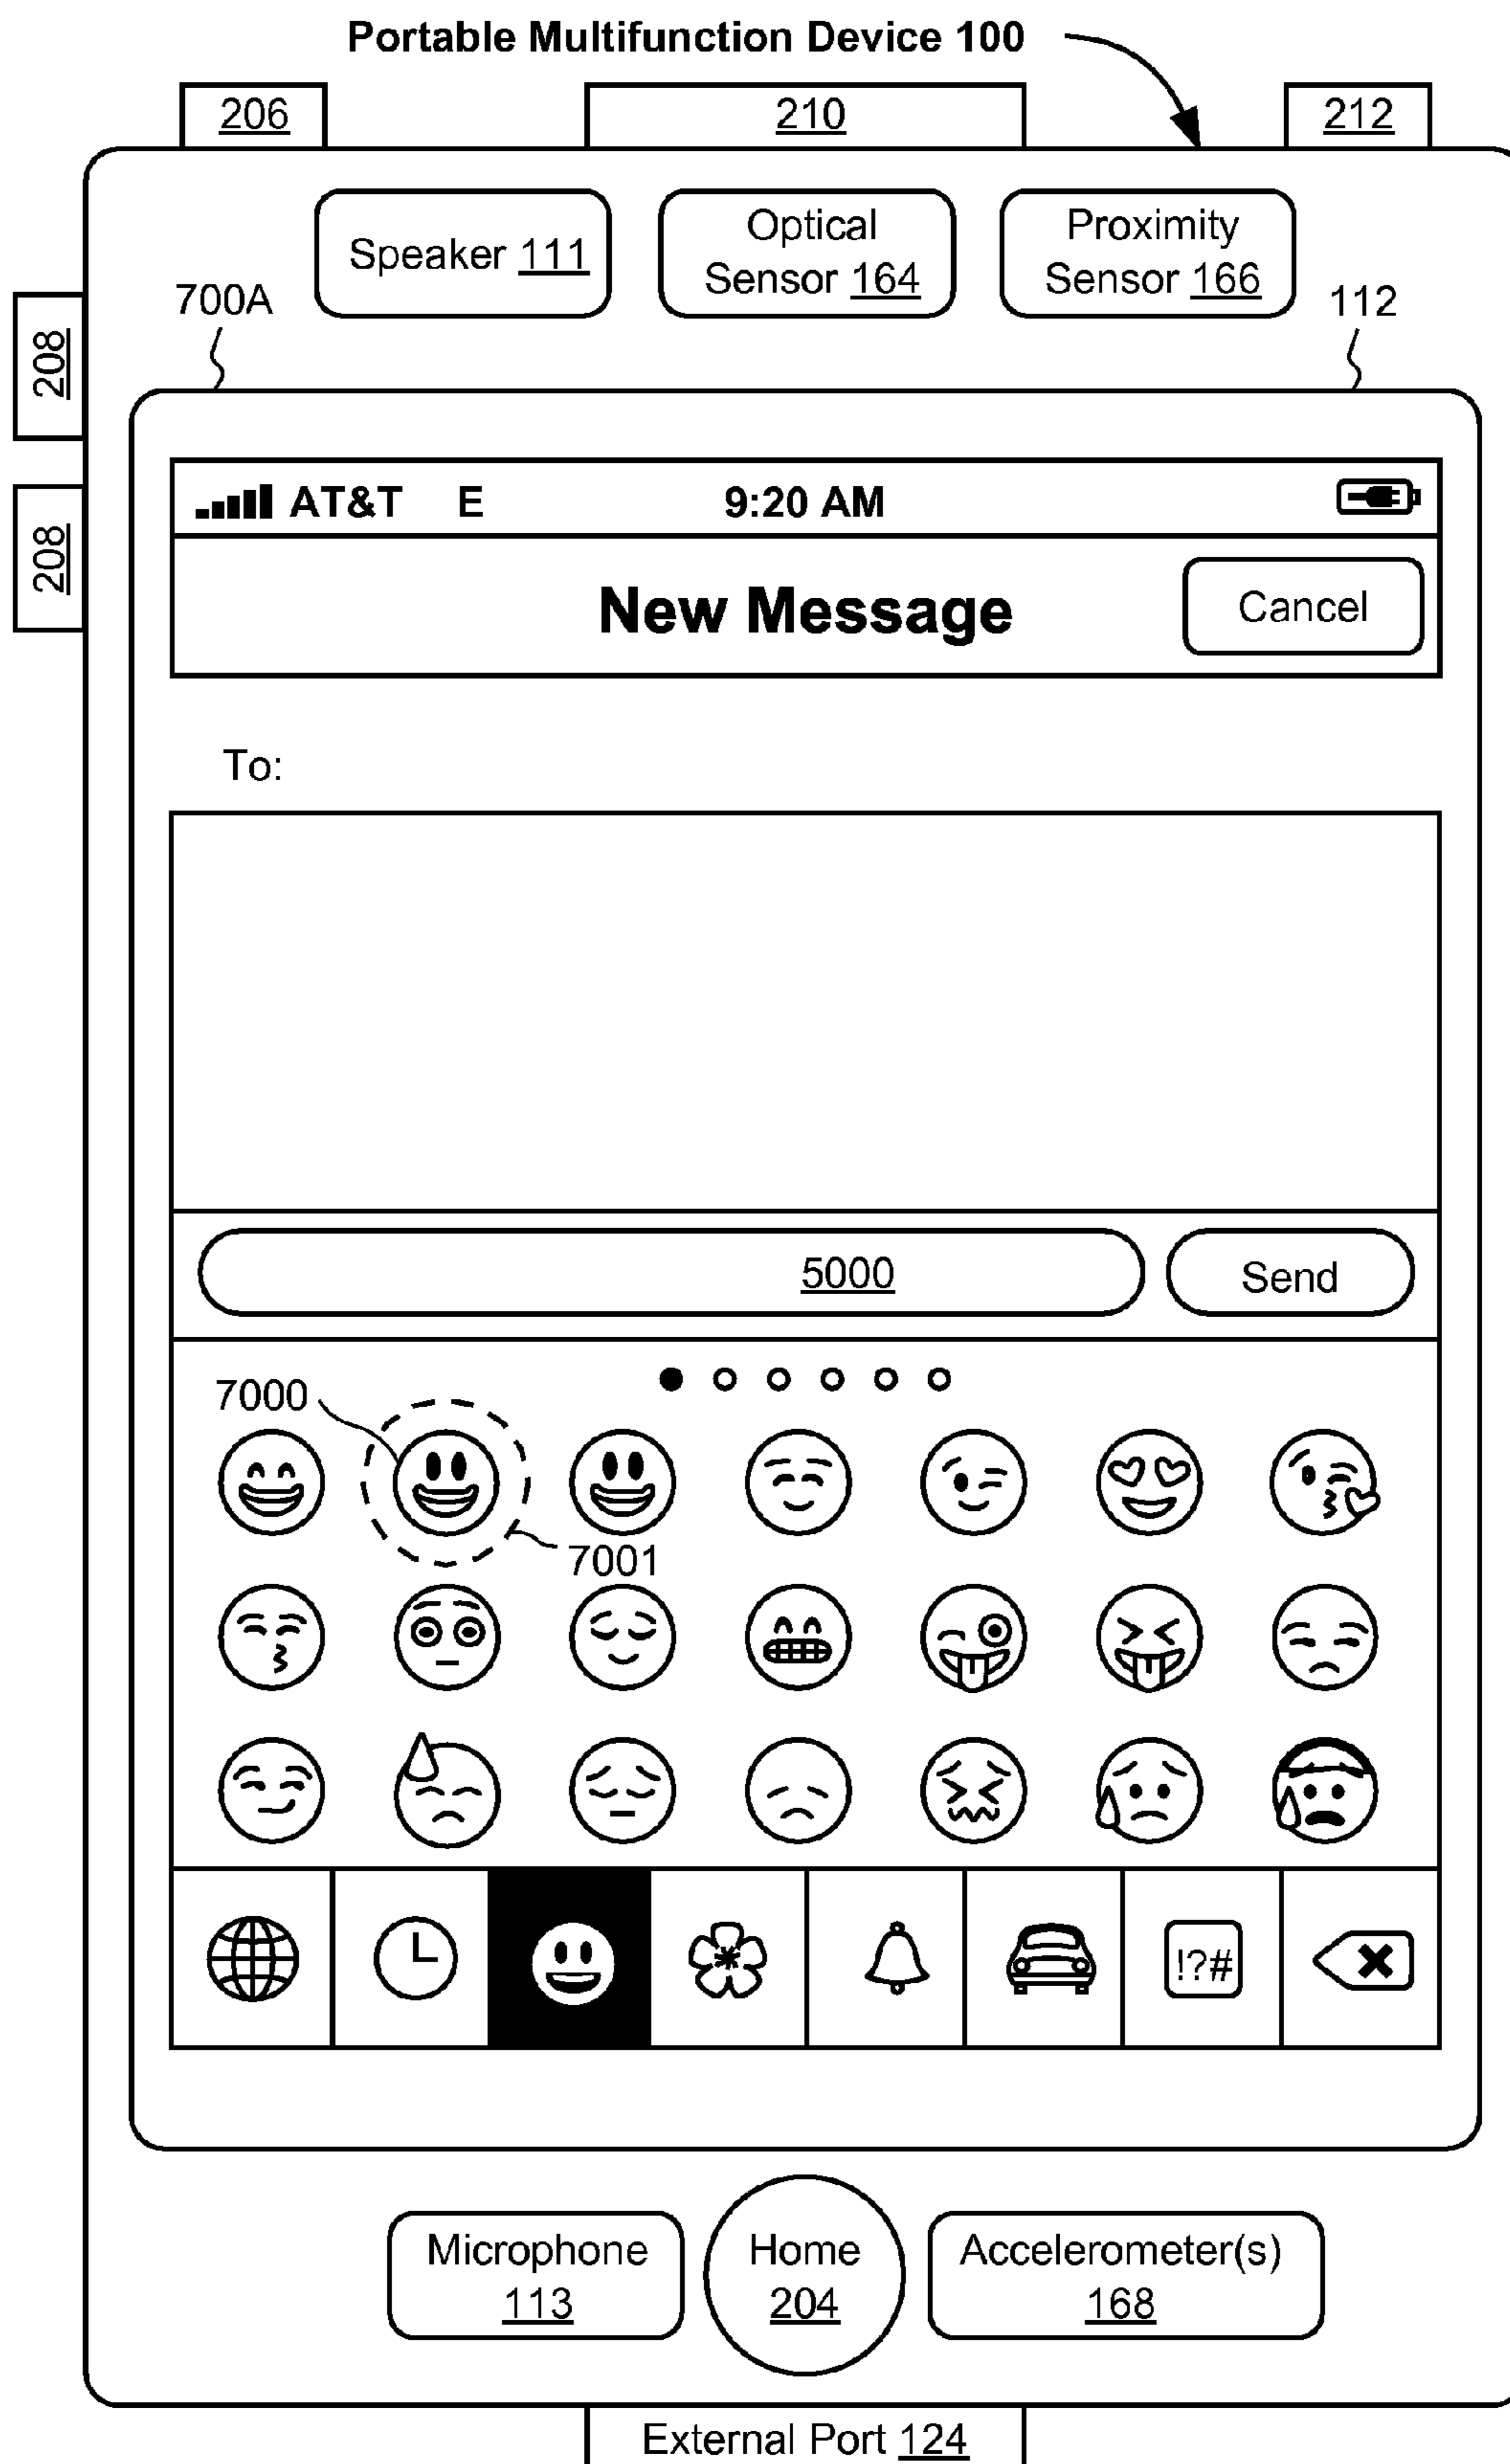 Portable Multifunction Device 100
206
210
212
Speaker 111
Optical
Sensor 164
Proximity
Sensor 166
208
700A
112
208
AT&T E 9:20 AM
New Message
Cancel
To:
5000
Send
7000
7001
!?#
Microphone
113
Home
204
Accelerometer(s)
168
External Port 124